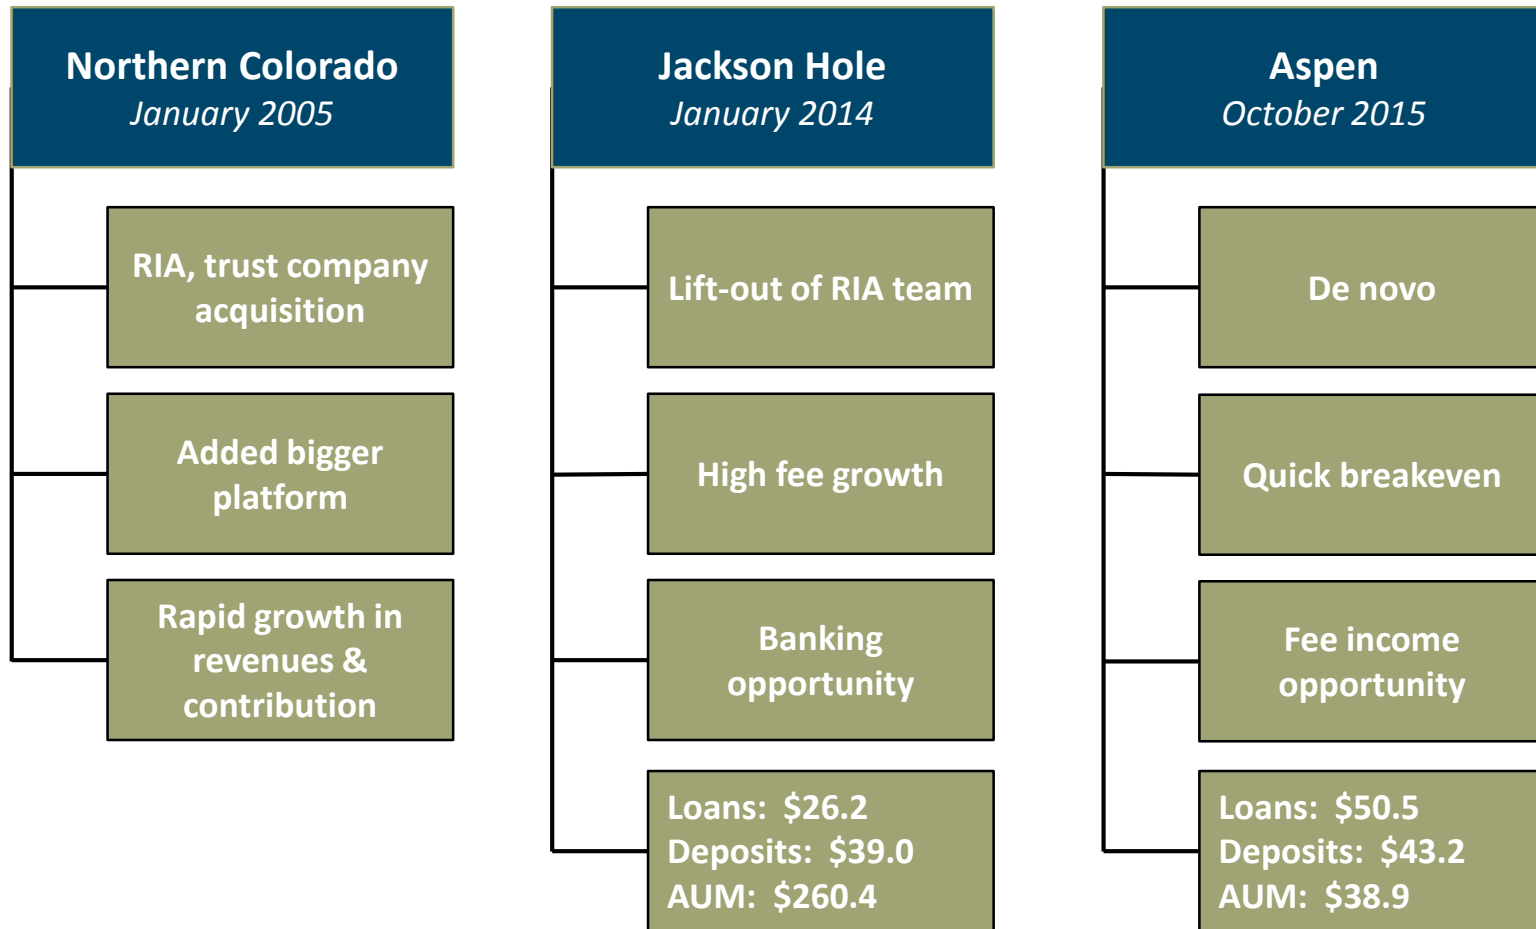 Northern Colorado
January 2005
RIA, trust company
acquisition
Added bigger
platform
Rapid growth in
revenues &
contribution
Jackson Hole
January 2014
Lift-out of RIA team
High fee growth
Banking
opportunity
Loans:  $26.2
Deposits:  $39.0
AUM:  $260.4
Aspen
October 2015
De novo
Quick breakeven
Fee income
opportunity
Loans:  $50.5
Deposits:  $43.2
AUM:  $38.9